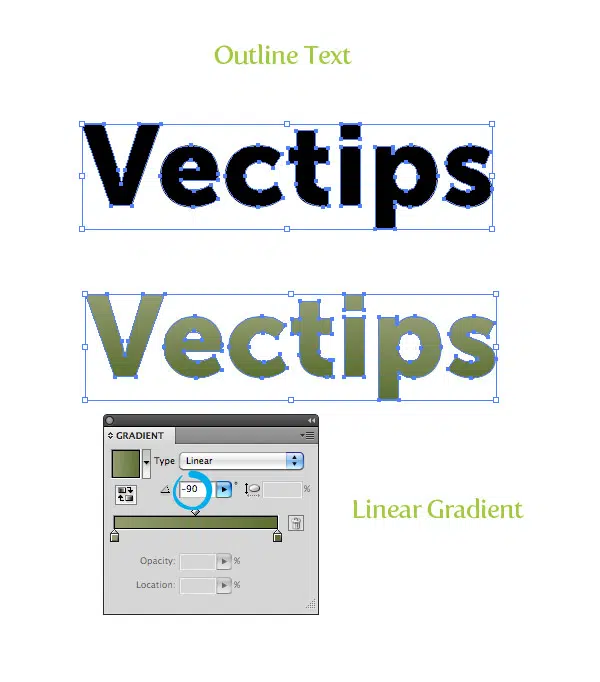 Outline Text
Vectips
Vectips
GRADIENT
Type Linear
-90 ° %
Linear Gradient
Opacity: %
Location: %